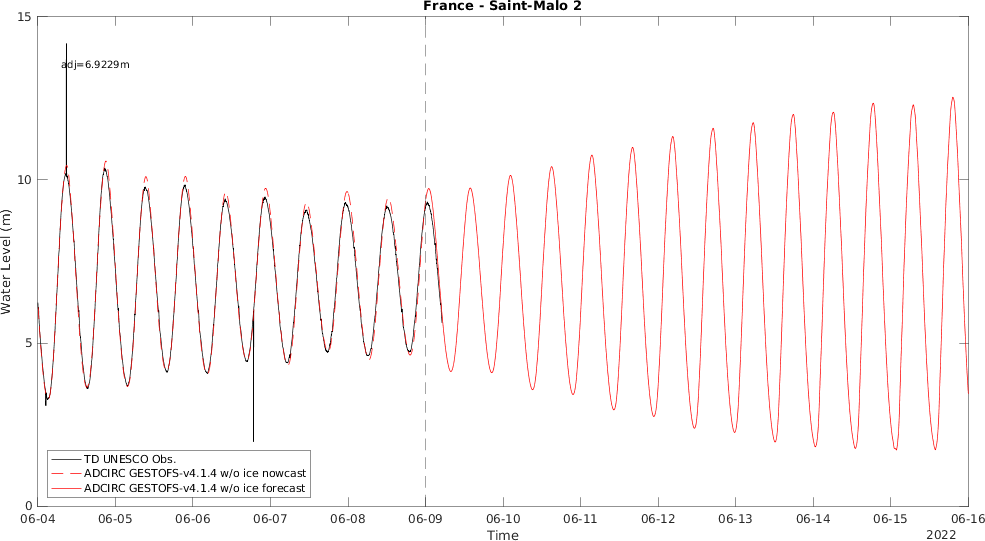 France - Saint-Malo 2
15
adj=6.9229m
10
Water Level (m)
5
TD UNESCO Obs.
ADCIRC GESTOFS-v4.1.4 w/o ice nowcast
ADCIRC GESTOFS-v4.1.4 w/o ice forecast
0
06-04 06-05 06-06 06-07 06-08 06-09 06-10 06-11 06-12 06-13 06-14 06-15 06-16
Time
2022